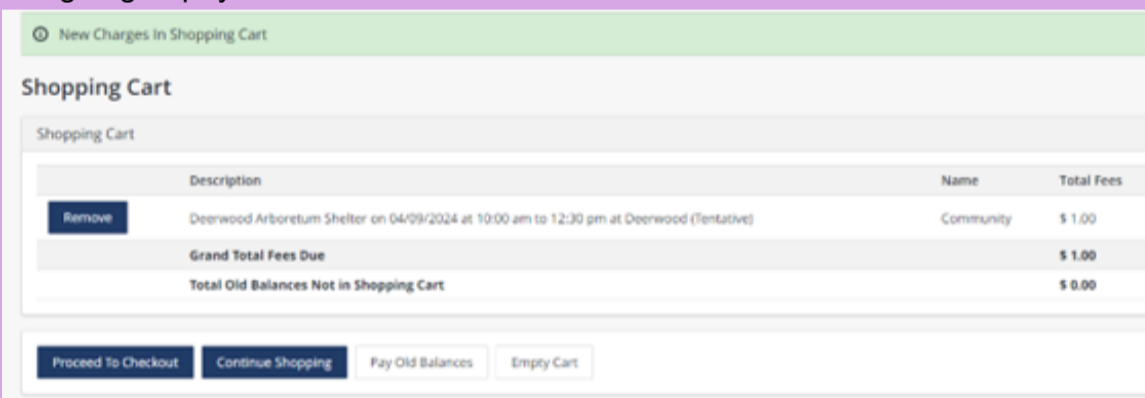 New Charges In Shopping Cart
Shopping Cart
Shopping Cart
Description Name Total Fees
Remove Deerwood Arboretum Shelter on 04/09/2024 at 10:00 am to 12:30 pm at Deerwood (Tentative) Community $ 1.00
Grand Total Fees Due $ 1.00
Total Old Balances Not in Shopping Cart $ 0.00
Proceed To Checkout Continue Shopping Pay Old Balances Empty Cart